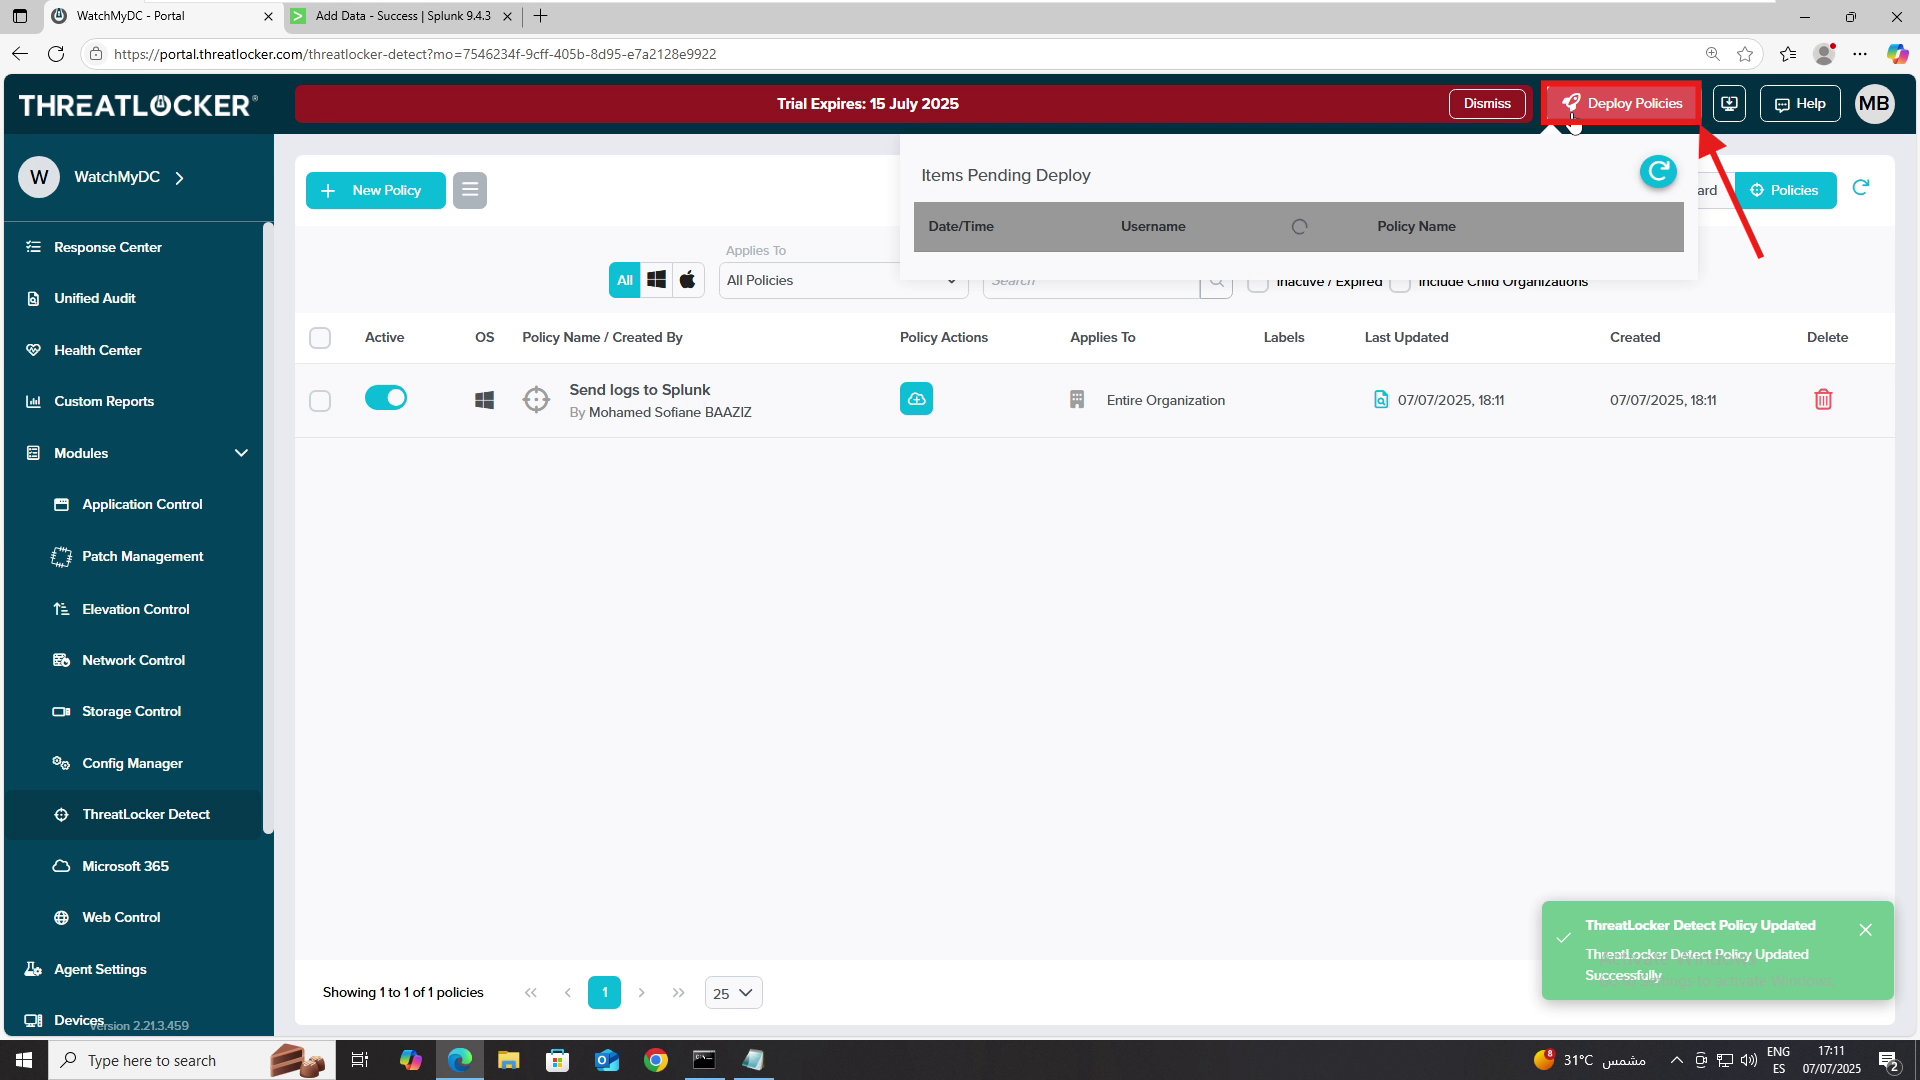 WatchMyDC - Portal
Add Data - Success | Splunk 9.4.3
https://portal.threatlocker.com/threatlocker-detect?mo=7546234f-9cff-405b-8d95-e7a2128e9922
THREATLOCKER
Trial Expires: 15 July 2025
Dismiss
Deploy Policies
Help
MB
W
WatchMyDC
New Policy
Items Pending Deploy
ard
Policies
Date/Time
Username
Policy Name
Applies To
All
All Policies
Search
Inactive / Expired
Include Child Organizations
Active
OS
Policy Name / Created By
Policy Actions
Applies To
Labels
Last Updated
Created
Delete
Send logs to Splunk
By Mohamed Sofiane BAAZIZ
Entire Organization
07/07/2025, 18:11
07/07/2025, 18:11
Response Center
Unified Audit
Health Center
Custom Reports
Modules
Application Control
Patch Management
Elevation Control
Network Control
Storage Control
Config Manager
ThreatLocker Detect
Microsoft 365
Web Control
Agent Settings
Devices
Version 2.21.3.459
ThreatLocker Detect Policy Updated
ThreatLocker Detect Policy Updated
Successfully
Showing 1 to 1 of 1 policies
1
25
Type here to search
8
31°C مشمس
ENG
ES
17:11
07/07/2025
2